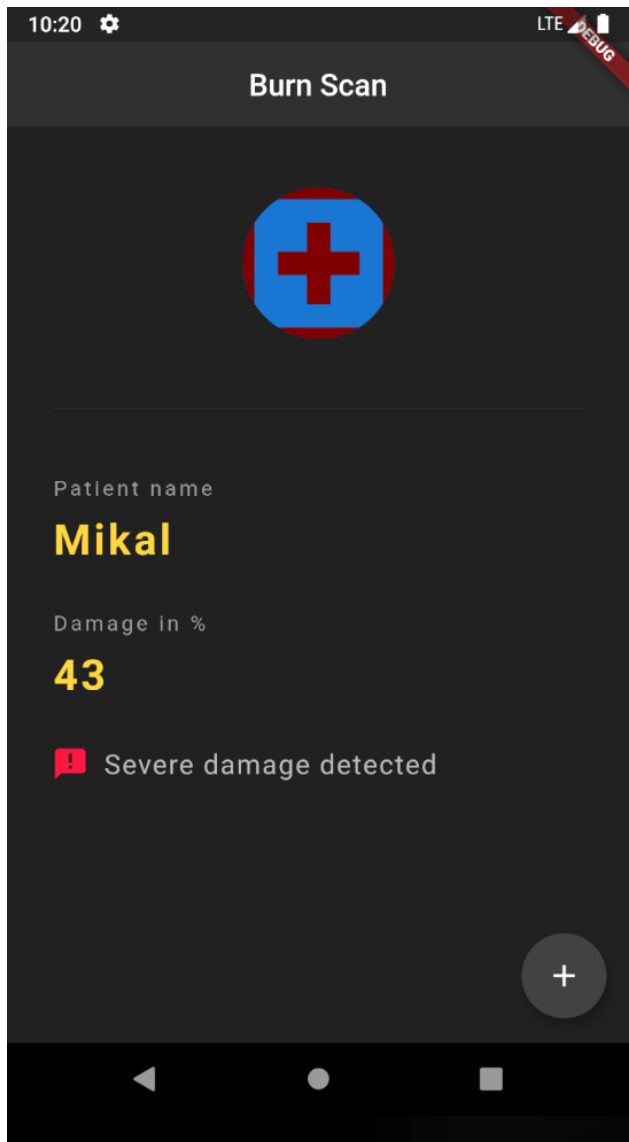 10:20
LTE
DEBUG
Burn Scan
Patient name
Mikal
Damage in %
43
Severe damage detected